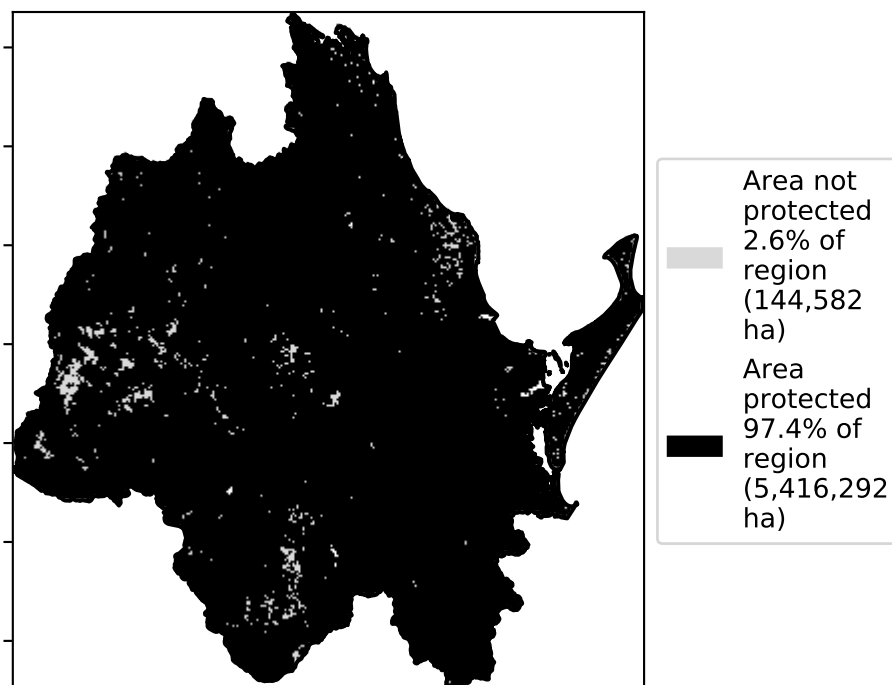 Area not
protected
2.6% of
region
(144,582
ha)
Area
protected
97.4% of
region
(5,416,292
ha)